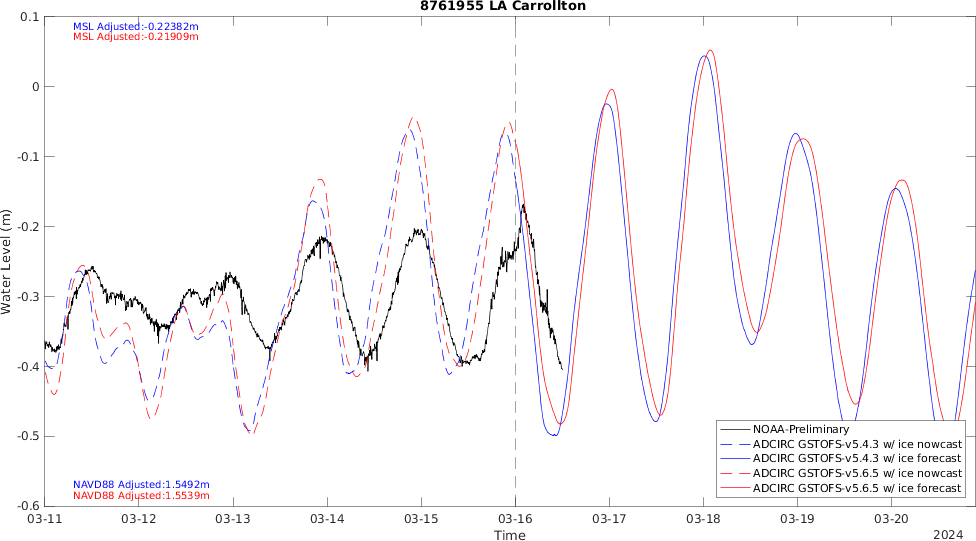 8761955 LA Carrollton
MSL Adjusted:-0.22382m
MSL Adjusted:-0.21909m
0.1
0
-0.1
-0.2
-0.3
-0.4
-0.5
-0.6
Water Level (m)
NOAA-Preliminary
ADCIRC GSTOFS-v5.4.3 w/ ice nowcast
ADCIRC GSTOFS-v5.4.3 w/ ice forecast
ADCIRC GSTOFS-v5.6.5 w/ ice nowcast
ADCIRC GSTOFS-v5.6.5 w/ ice forecast
NAVD88 Adjusted:1.5492m
NAVD88 Adjusted:1.5539m
03-11 03-12 03-13 03-14 03-15 03-16 03-17 03-18 03-19 03-20
Time
2024